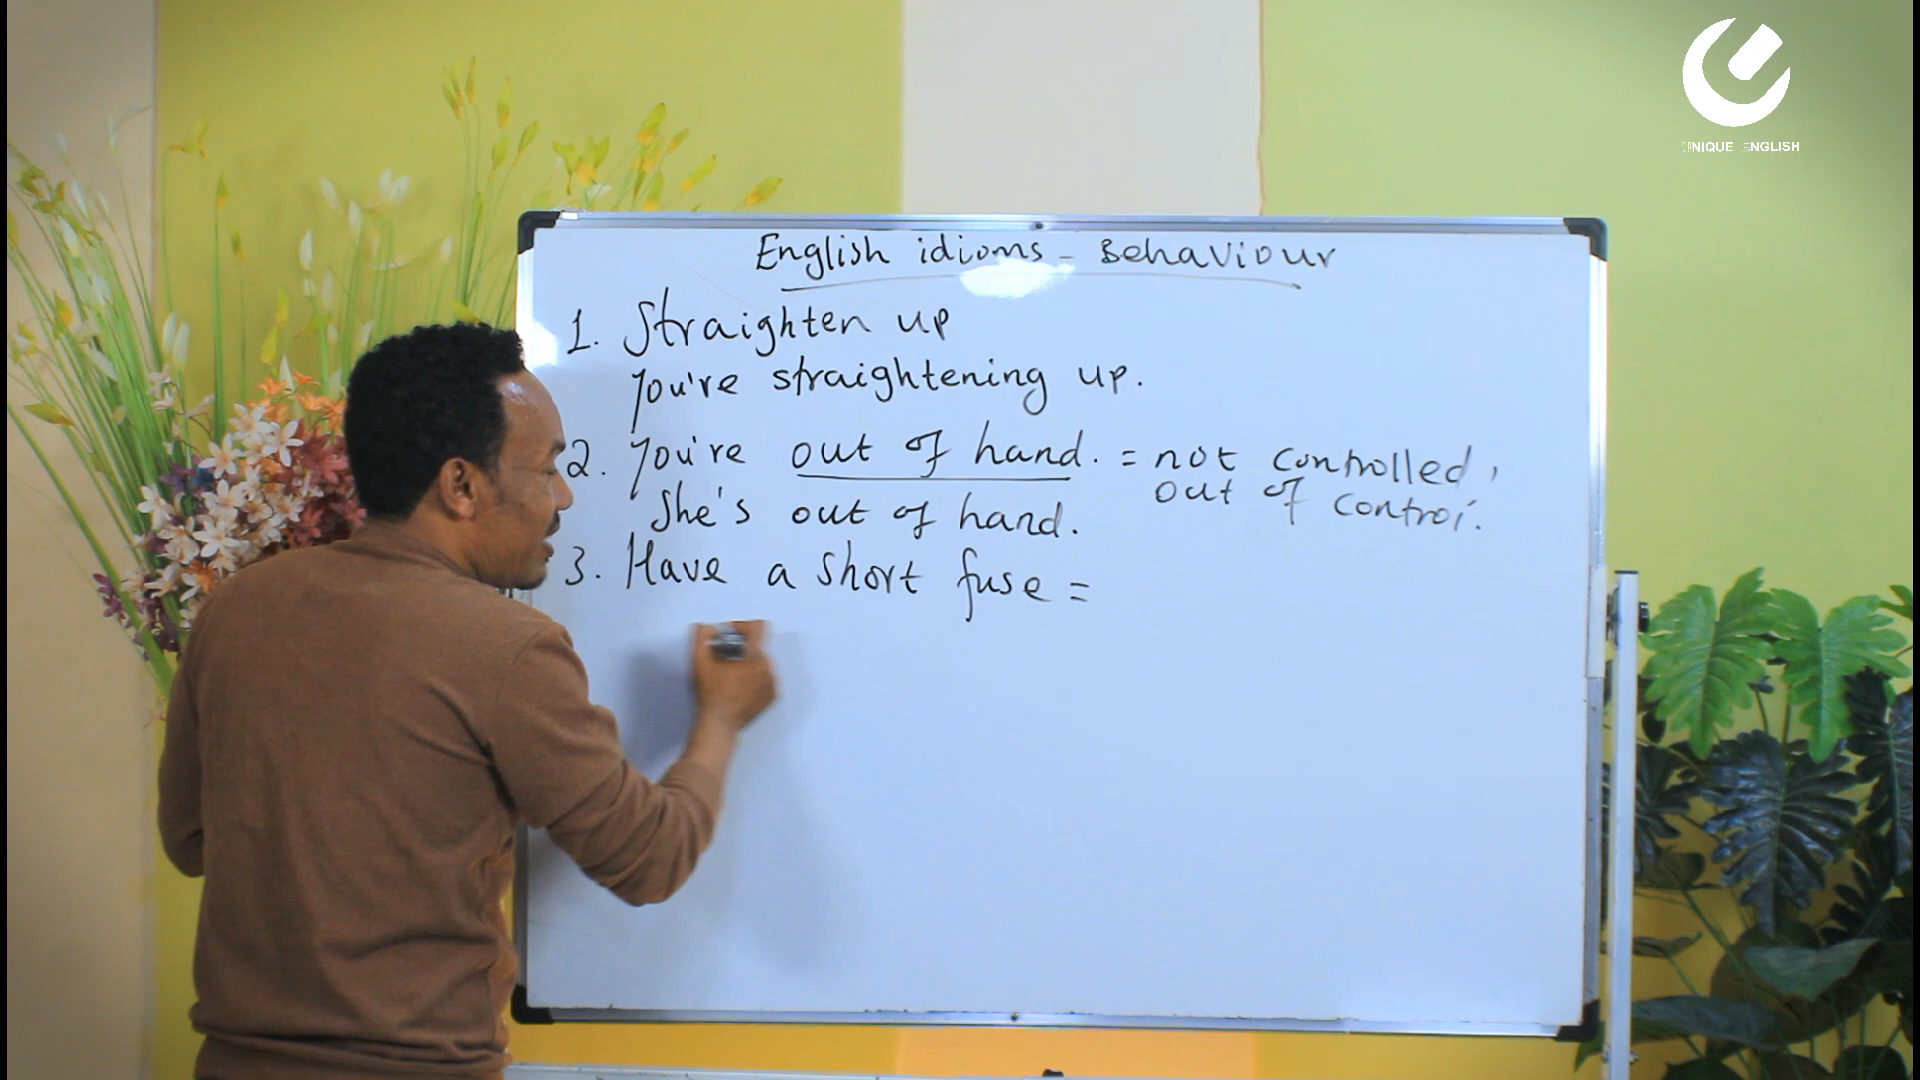 UNIQUE ENGLISH
English idioms - Behaviour
1. Straighten up
You're straightening up.
2. You're out of hand. = not controlled,
out of control.
She's out of hand.
3. Have a short fuse =